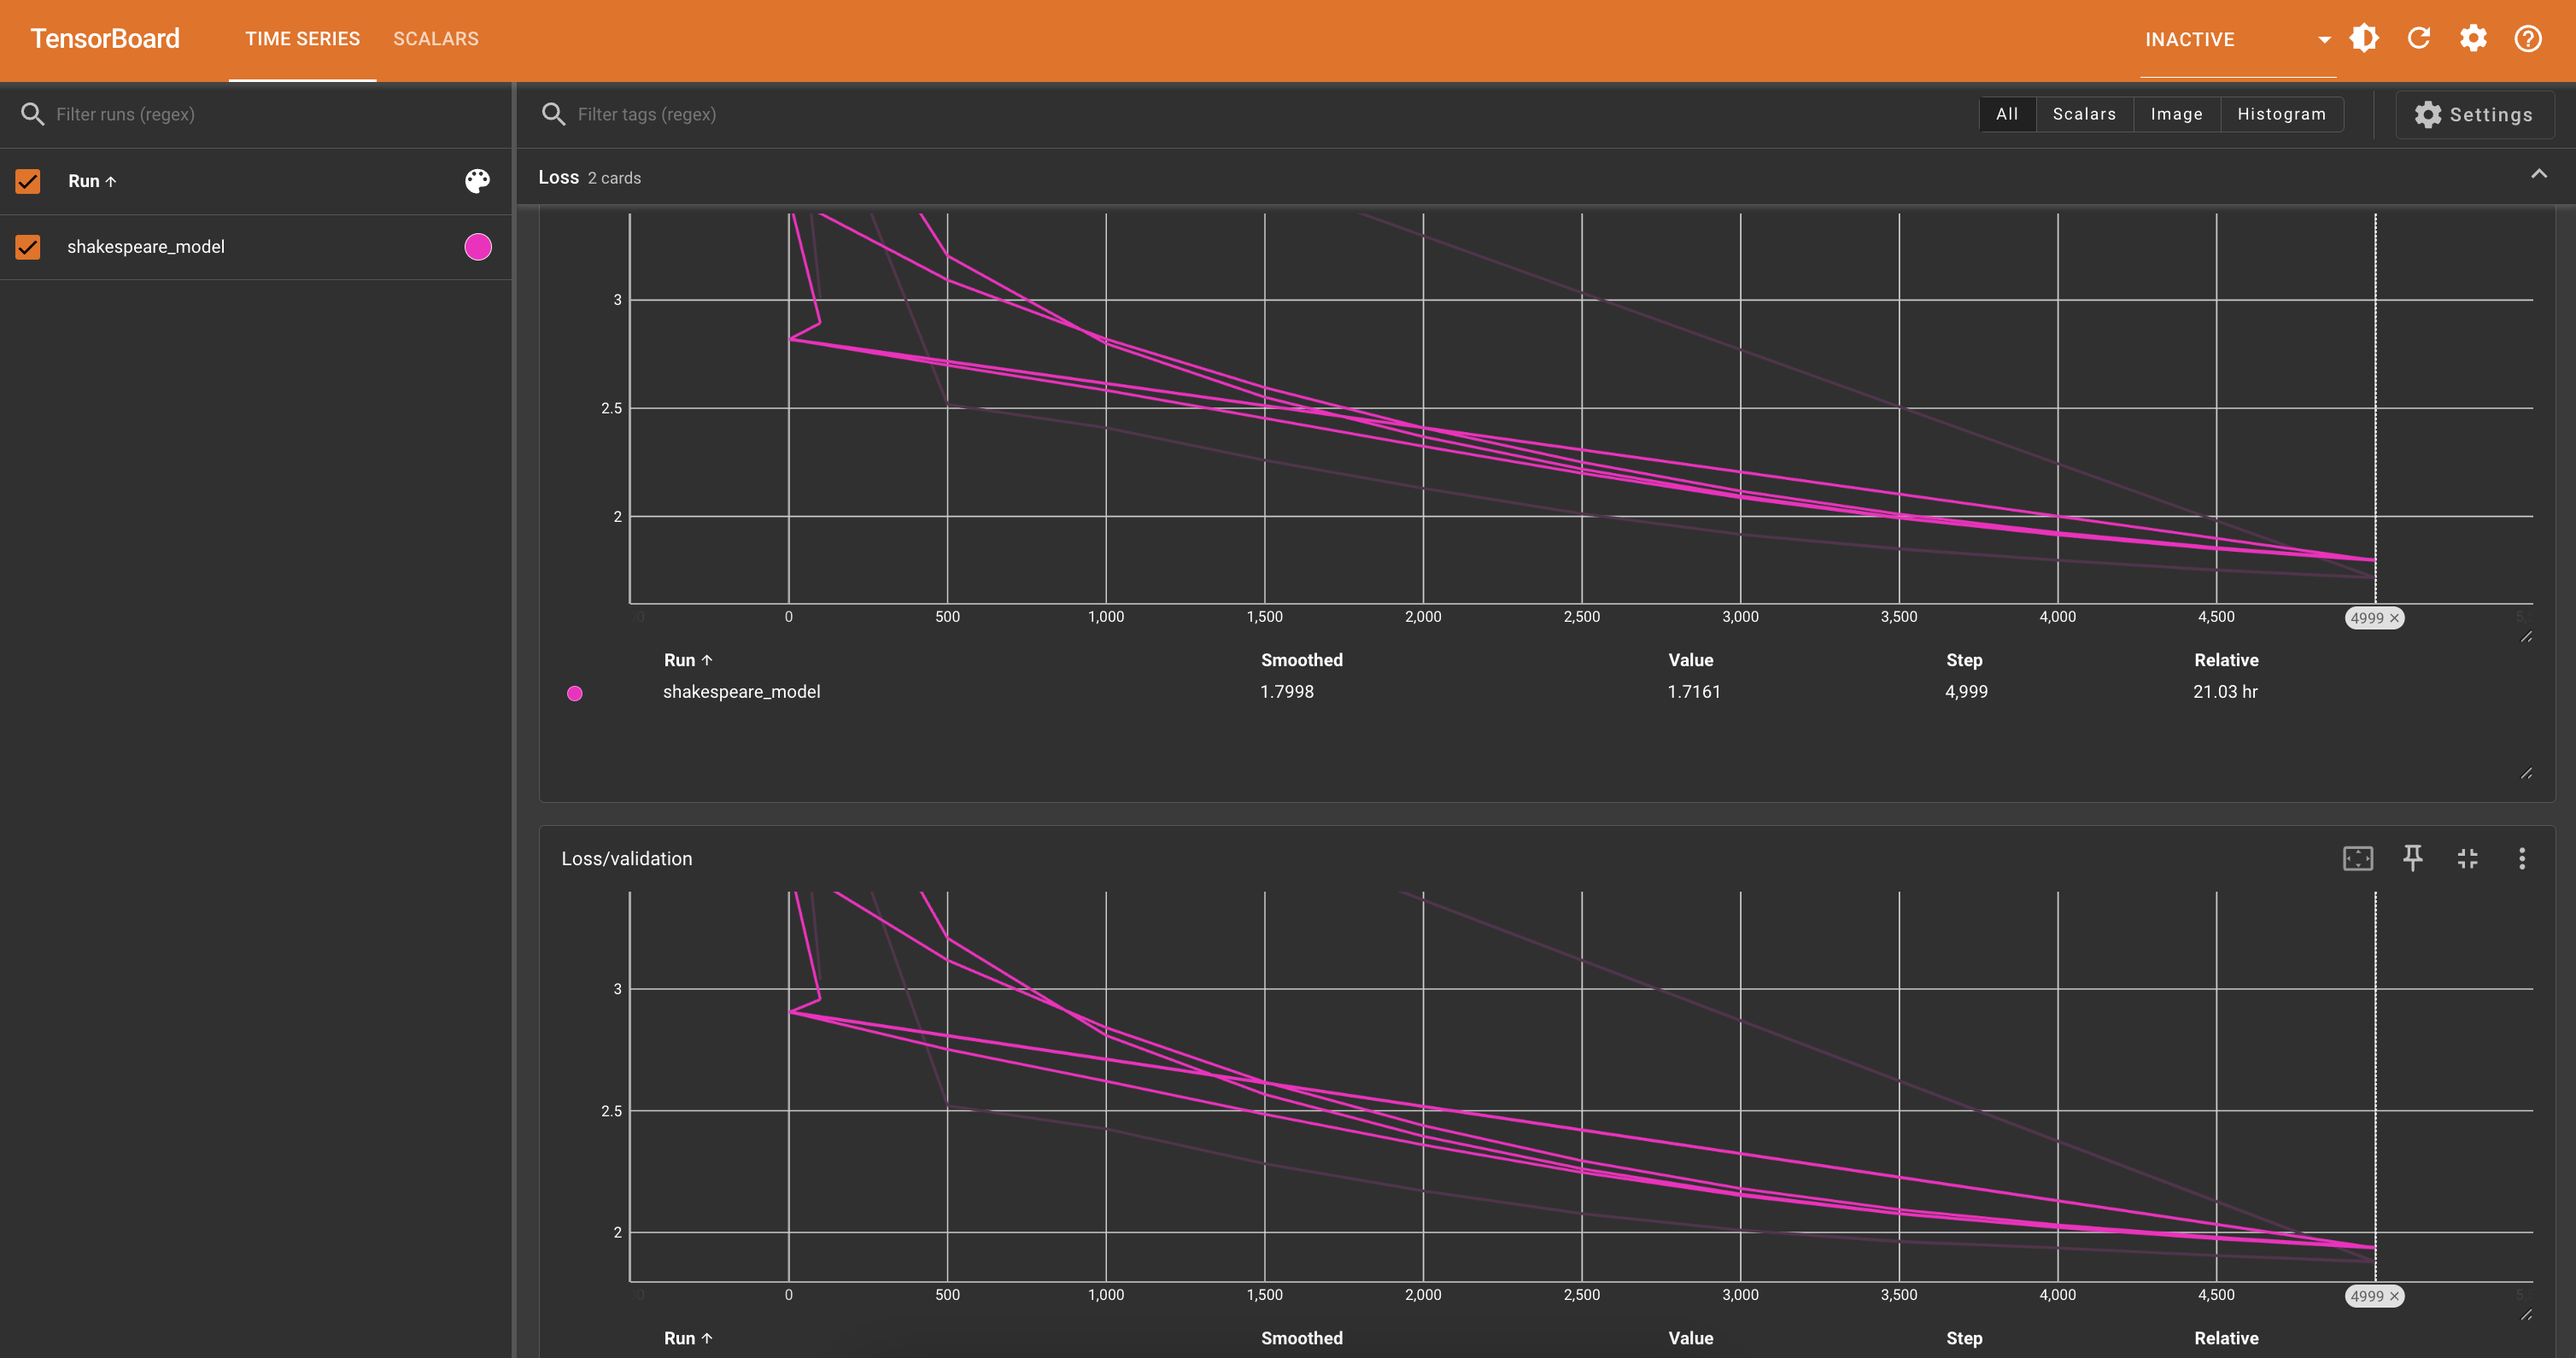 TensorBoard TIME SERIES SCALARS INACTIVE
Filter runs (regex)
Run
shakespeare_model
Filter tags (regex) All Scalars Image Histogram Settings
Loss 2 cards
3
2.5
2
0 500 1,000 1,500 2,000 2,500 3,000 3,500 4,000 4,500 4999
Run Smoothed Value Step Relative
shakespeare_model 1.7998 1.7161 4,999 21.03 hr
Loss/validation
3
2.5
2
0 500 1,000 1,500 2,000 2,500 3,000 3,500 4,000 4,500 4999
Run Smoothed Value Step Relative